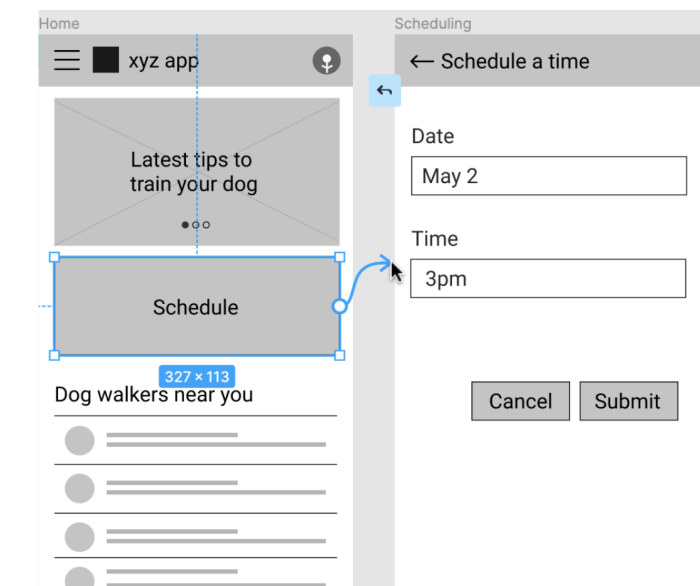 Home
xyz app
Latest tips to
train your dog
Schedule
327 × 113
Dog walkers near you
Scheduling
Schedule a time
Date
May 2
Time
3pm
Cancel
Submit